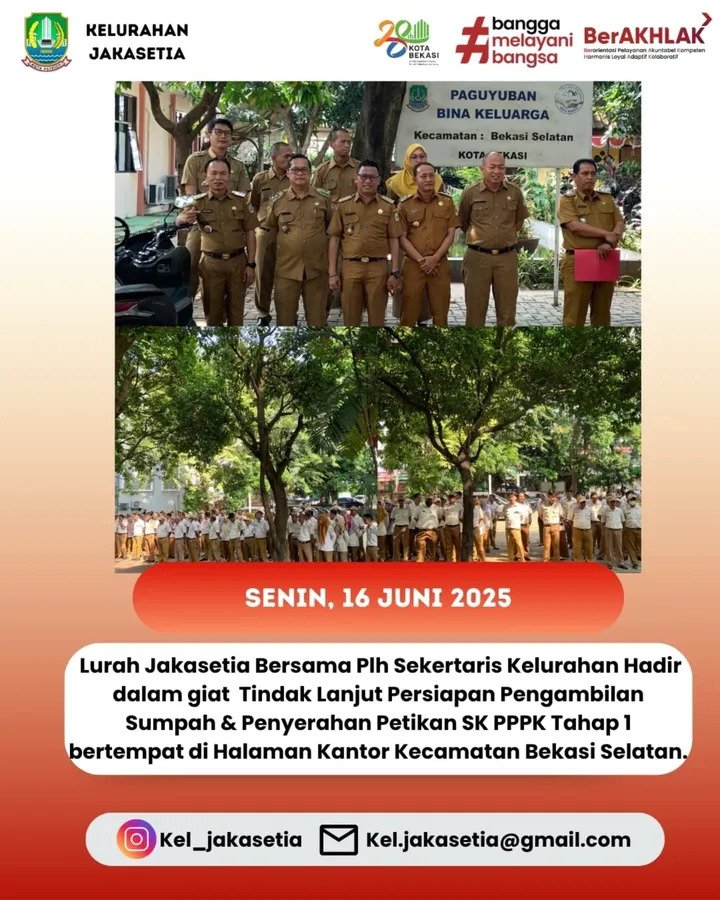 KELURAHAN
JAKASETIA
KOTA
BEKASI
#bangga
melayani
bangsa
BerAKHLAK
Berorientasi Pelayanan Akuntabel Kompeten
Harmonis Loyal Adaptif Kolaboratif
PAGUYUBAN
BINA KELUARGA
Kecamatan : Bekasi Selatan
KOTA BEKASI
SENIN, 16 JUNI 2025
Lurah Jakasetia Bersama Plh Sekertaris Kelurahan Hadir
dalam giat Tindak Lanjut Persiapan Pengambilan
Sumpah & Penyerahan Petikan SK PPPK Tahap 1
bertempat di Halaman Kantor Kecamatan Bekasi Selatan.
Kel_jakasetia Kel.jakasetia@gmail.com